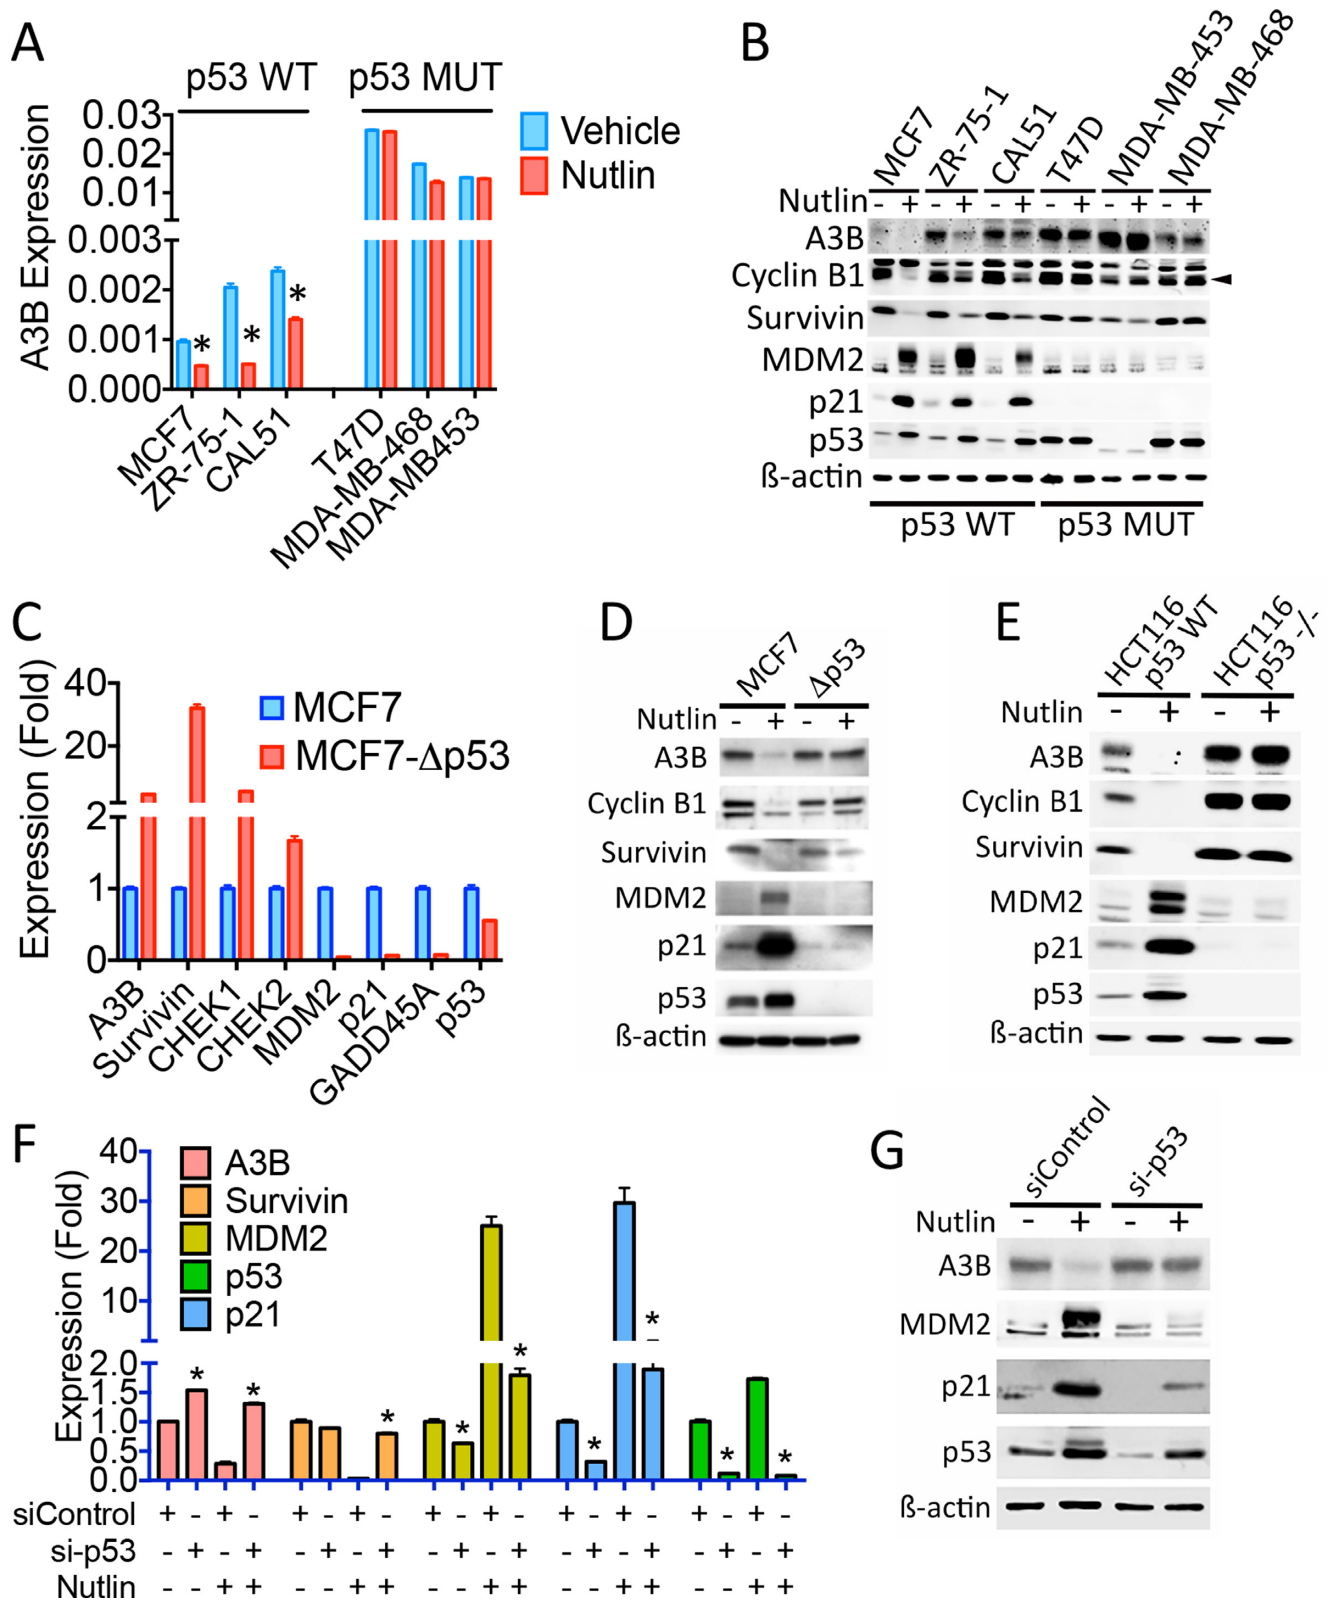 A
p53 WT
p53 MUT
Vehicle
Nutlin
A3B Expression
0.03
0.02
0.01
0.003
0.002
0.001
0.000
*
*
*
MCF7
ZR-75-1
CAL51
T47D
MDA-MB-468
MDA-MB453
B
MCF7
ZR-75-1
CAL51
T47D
MDA-MB-453
MDA-MB-468
Nutlin - + - + - + - + - + - +
A3B
Cyclin B1
Survivin
MDM2
p21
p53
ß-actin
p53 WT
p53 MUT
C
Expression (Fold)
40
20
2
1
0
MCF7
MCF7-Δp53
A3B
Survivin
CHEK1
CHEK2
MDM2
p21
GADD45A
p53
D
MCF7
Δp53
Nutlin - + - +
A3B
Cyclin B1
Survivin
MDM2
p21
p53
ß-actin
E
HCT116
p53 WT
HCT116
p53 -/-
Nutlin - + - +
A3B
Cyclin B1
Survivin
MDM2
p21
p53
ß-actin
F
Expression (Fold)
40
30
20
10
2.0
1.0
0.5
0.0
A3B
Survivin
MDM2
p53
p21
* * * * * * * * *
siControl + - + - + - + - + - + - + - + - + - + -
si-p53 - + - + - + - + - + - + - + - + - + - +
Nutlin - - + + - - + + - - + + - - + + - - + +
G
siControl
si-p53
Nutlin - + - +
A3B
MDM2
p21
p53
ß-actin